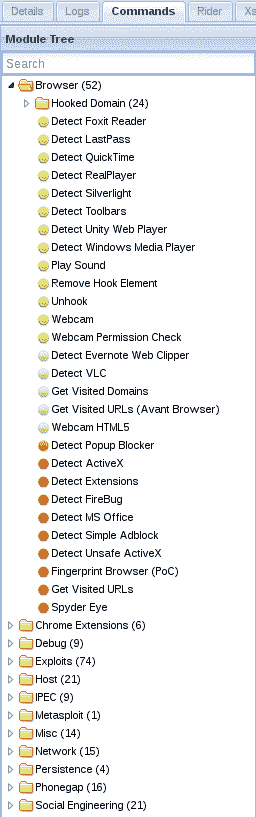 Details Logs Commands Rider Xs
Module Tree
Search
Browser (52)
Hooked Domain (24)
Detect Foxit Reader
Detect LastPass
Detect QuickTime
Detect RealPlayer
Detect Silverlight
Detect Toolbars
Detect Unity Web Player
Detect Windows Media Player
Play Sound
Remove Hook Element
Unhook
Webcam
Webcam Permission Check
Detect Evernote Web Clipper
Detect VLC
Get Visited Domains
Get Visited URLs (Avant Browser)
Webcam HTML5
Detect Popup Blocker
Detect ActiveX
Detect Extensions
Detect FireBug
Detect MS Office
Detect Simple Adblock
Detect Unsafe ActiveX
Fingerprint Browser (PoC)
Get Visited URLs
Spyder Eye
Chrome Extensions (6)
Debug (9)
Exploits (74)
Host (21)
IPEC (9)
Metasploit (1)
Misc (14)
Network (15)
Persistence (4)
Phonegap (16)
Social Engineering (21)